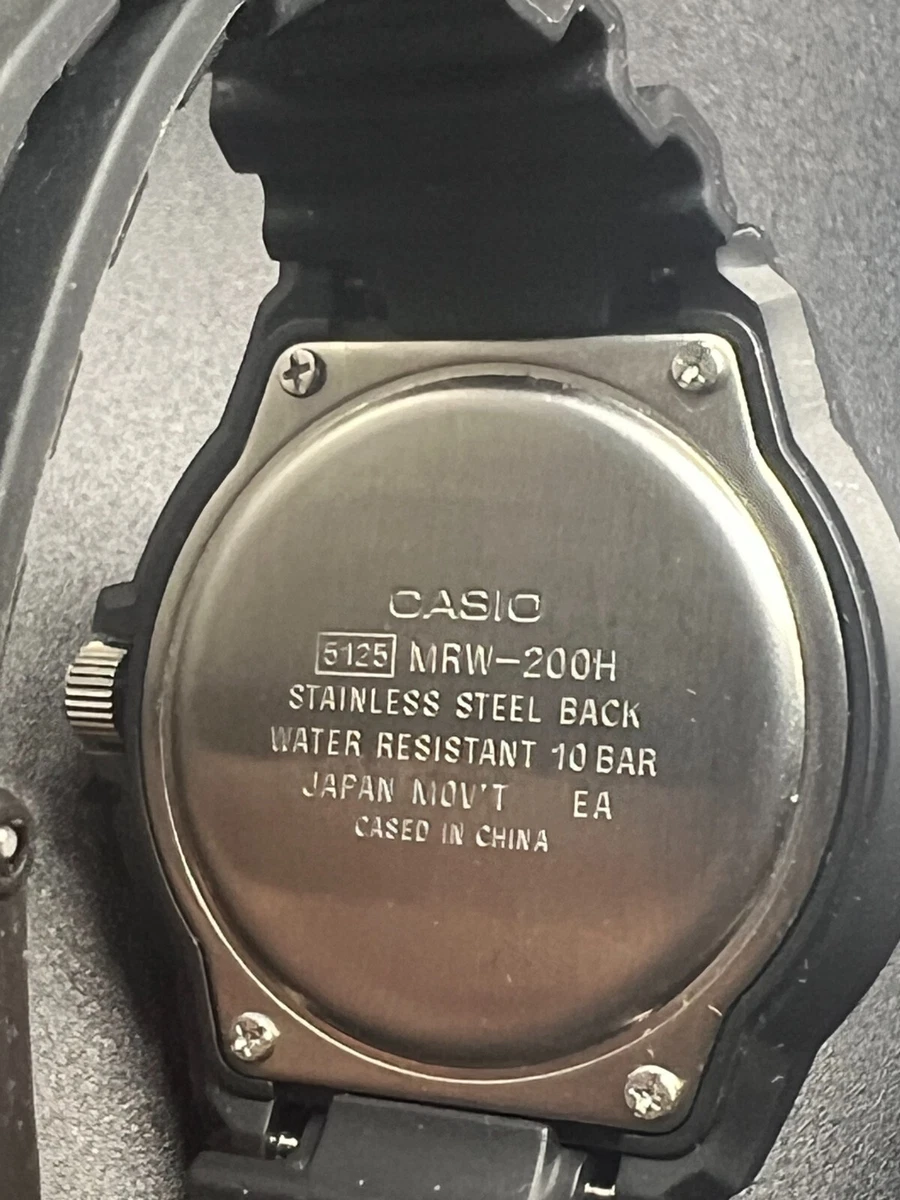 CASIO
5125 MRW-200H
STAINLESS STEEL BACK
WATER RESISTANT 10 BAR
JAPAN MOV'T EA
CASED IN CHINA